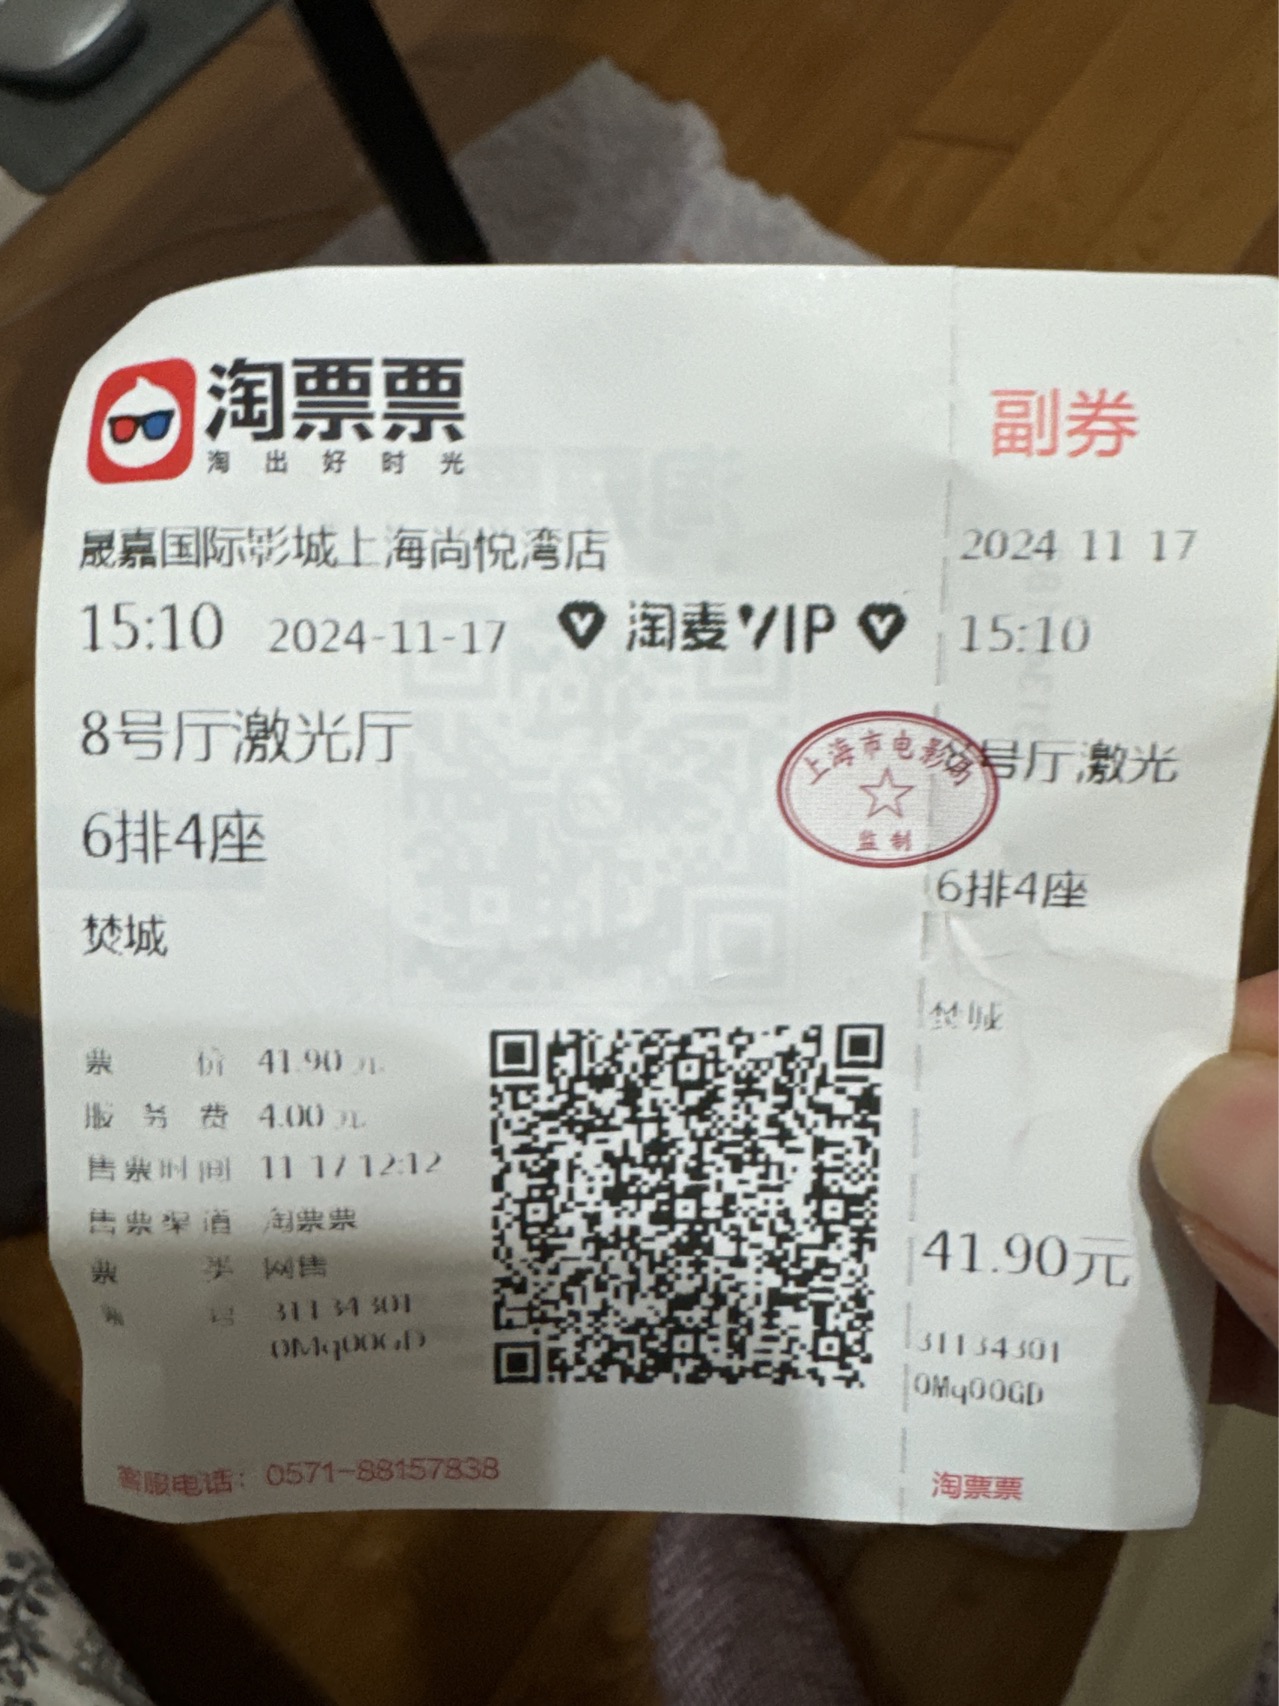 淘票票
淘出好时光
晟嘉国际影城上海尚悦湾店
15:10 2024-11-17 淘麦VIP
8号厅激光厅
6排4座
焚城
票价 41.90元
服务费 4.00元
售票时间 11-17 12:12
售票渠道 淘票票
票类 网售
票号 31134301
0Mq00GD
客服电话：0571-88157838
上海市电影局
监制
副券
2024 11 17
15:10
号厅激光
6排4座
41.90元
31134301
0Mq00GD
淘票票